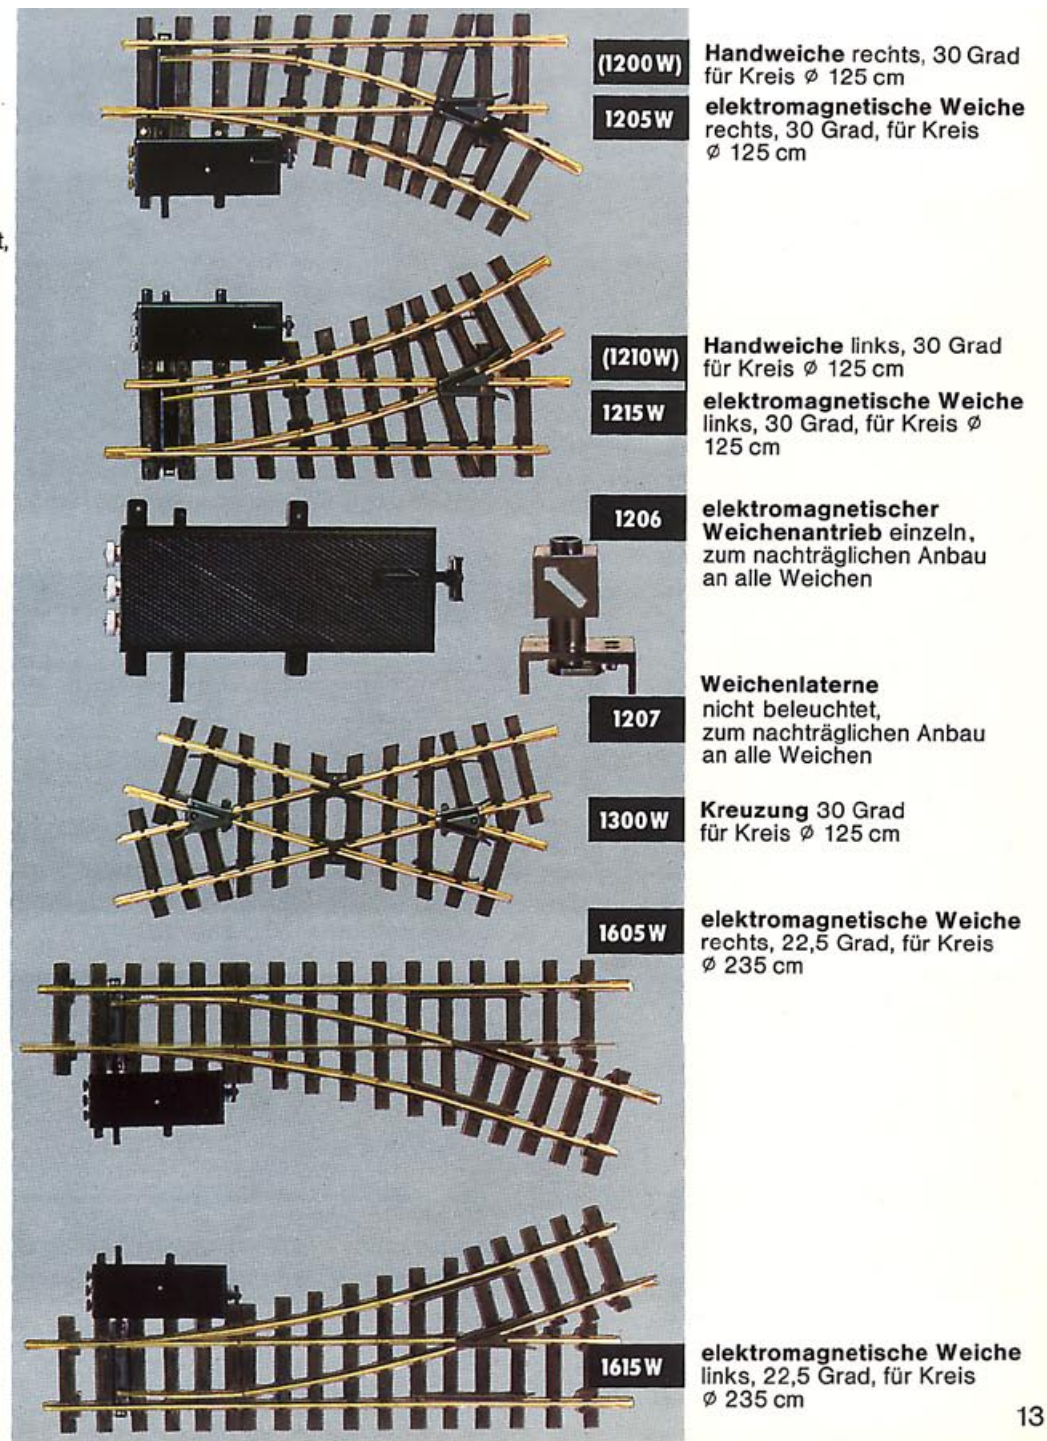 t,
(1200 W)
Handweiche rechts, 30 Grad
für Kreis ⌀ 125 cm
1205 W
elektromagnetische Weiche
rechts, 30 Grad, für Kreis
⌀ 125 cm
(1210W)
Handweiche links, 30 Grad
für Kreis ⌀ 125 cm
1215 W
elektromagnetische Weiche
links, 30 Grad, für Kreis ⌀
125 cm
1206
elektromagnetischer
Weichenantrieb einzeln,
zum nachträglichen Anbau
an alle Weichen
1207
Weichenlaterne
nicht beleuchtet,
zum nachträglichen Anbau
an alle Weichen
1300 W
Kreuzung 30 Grad
für Kreis ⌀ 125 cm
1605 W
elektromagnetische Weiche
rechts, 22,5 Grad, für Kreis
⌀ 235 cm
1615 W
elektromagnetische Weiche
links, 22,5 Grad, für Kreis
⌀ 235 cm
13